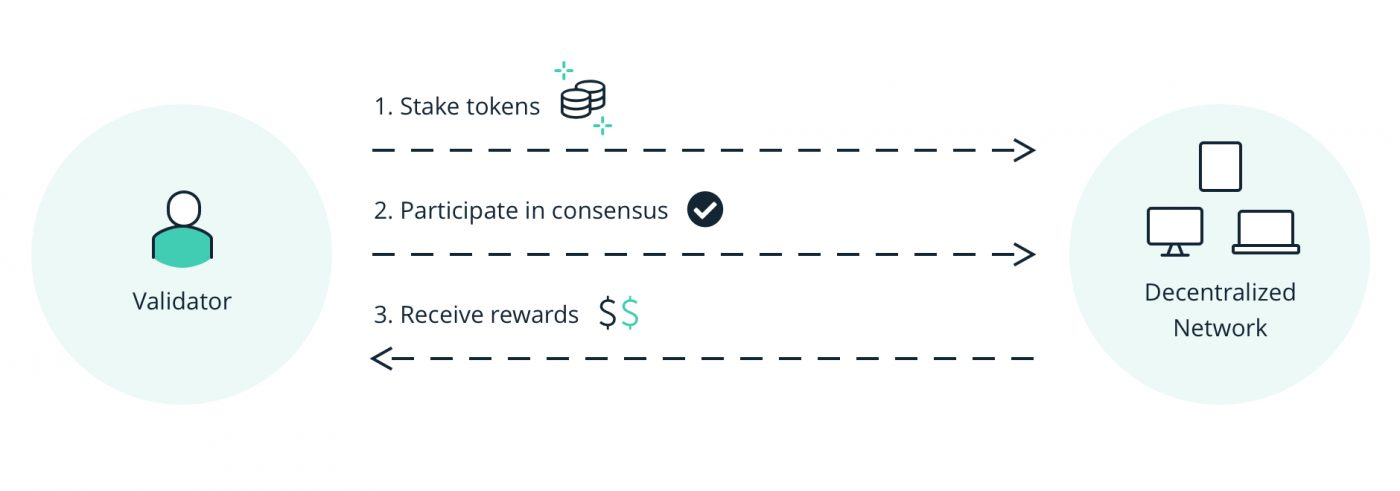 1. Stake tokens
2. Participate in consensus
3. Receive rewards $$
Validator
Decentralized
Network